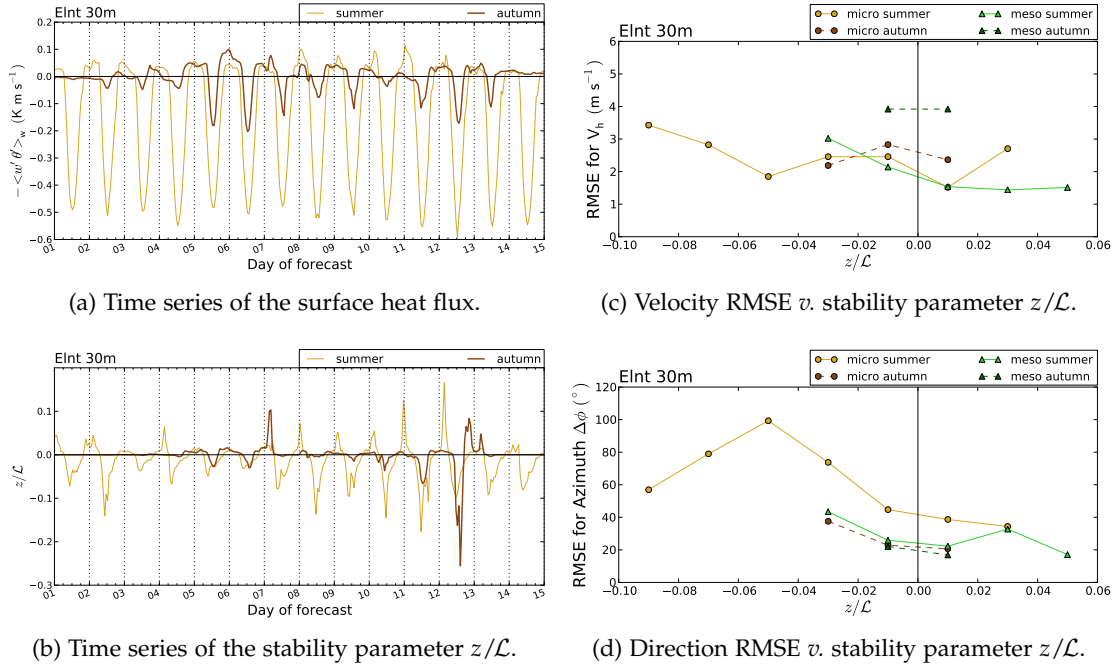 Elnt 30m
summer
autumn
0.2
0.1
0.0
−0.1
−0.2
−0.3
−0.4
−0.5
−0.6
− <w′ θ′ >w (K m s⁻¹)
01 02 03 04 05 06 07 08 09 10 11 12 13 14 15
Day of forecast
(a) Time series of the surface heat flux.
Elnt 30m
micro summer
meso summer
micro autumn
meso autumn
6
5
4
3
2
1
0
RMSE for Vh (m s⁻¹)
−0.10 −0.08 −0.06 −0.04 −0.02 0.00 0.02 0.04 0.06
z/ℒ
(c) Velocity RMSE v. stability parameter z/ℒ.
Elnt 30m
summer
autumn
0.1
0.0
−0.1
−0.2
−0.3
z/ℒ
01 02 03 04 05 06 07 08 09 10 11 12 13 14 15
Day of forecast
(b) Time series of the stability parameter z/ℒ.
Elnt 30m
micro summer
meso summer
micro autumn
meso autumn
120
100
80
60
40
20
0
RMSE for Azimuth Δϕ (°)
−0.10 −0.08 −0.06 −0.04 −0.02 0.00 0.02 0.04 0.06
z/ℒ
(d) Direction RMSE v. stability parameter z/ℒ.